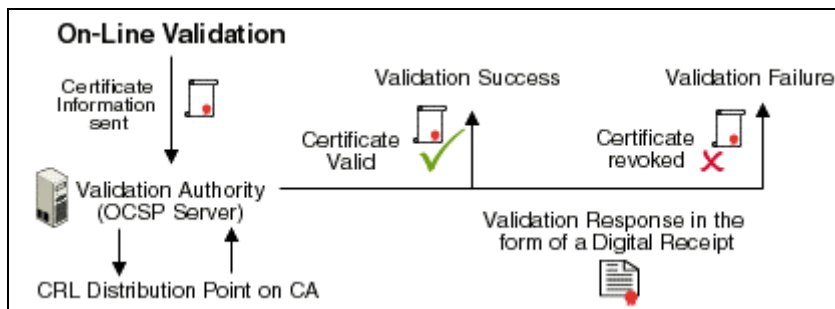 On-Line Validation
Certificate
Information
sent
Validation Success
Validation Failure
Certificate
Valid
Certificate
revoked
Validation Authority
(OCSP Server)
Validation Response in the
form of a Digital Receipt
CRL Distribution Point on CA